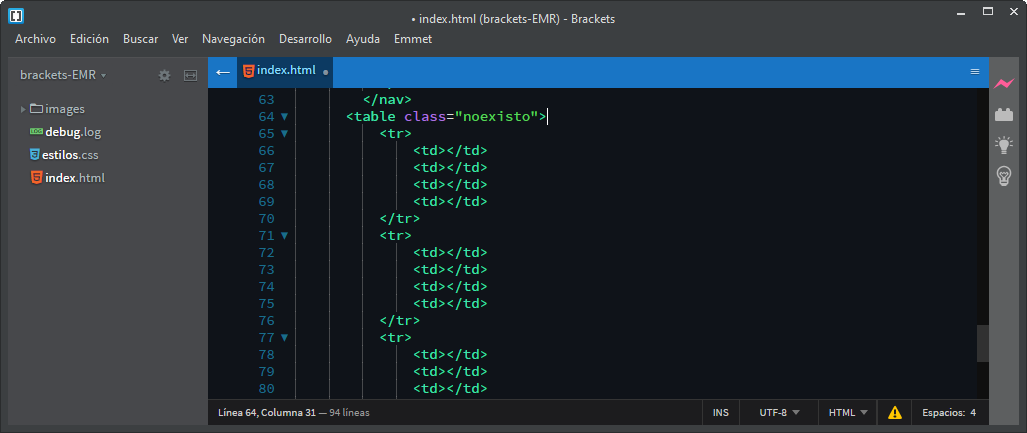 • index.html (brackets-EMR) - Brackets
Archivo Edición Buscar Ver Navegación Desarrollo Ayuda Emmet
brackets-EMR
images
debug.log
estilos.css
index.html
index.html •
63 </nav>
64 <table class="noexisto">
65 <tr>
66 <td></td>
67 <td></td>
68 <td></td>
69 <td></td>
70 </tr>
71 <tr>
72 <td></td>
73 <td></td>
74 <td></td>
75 <td></td>
76 </tr>
77 <tr>
78 <td></td>
79 <td></td>
80 <td></td>
Línea 64, Columna 31 — 94 líneas INS UTF-8 HTML Espacios: 4